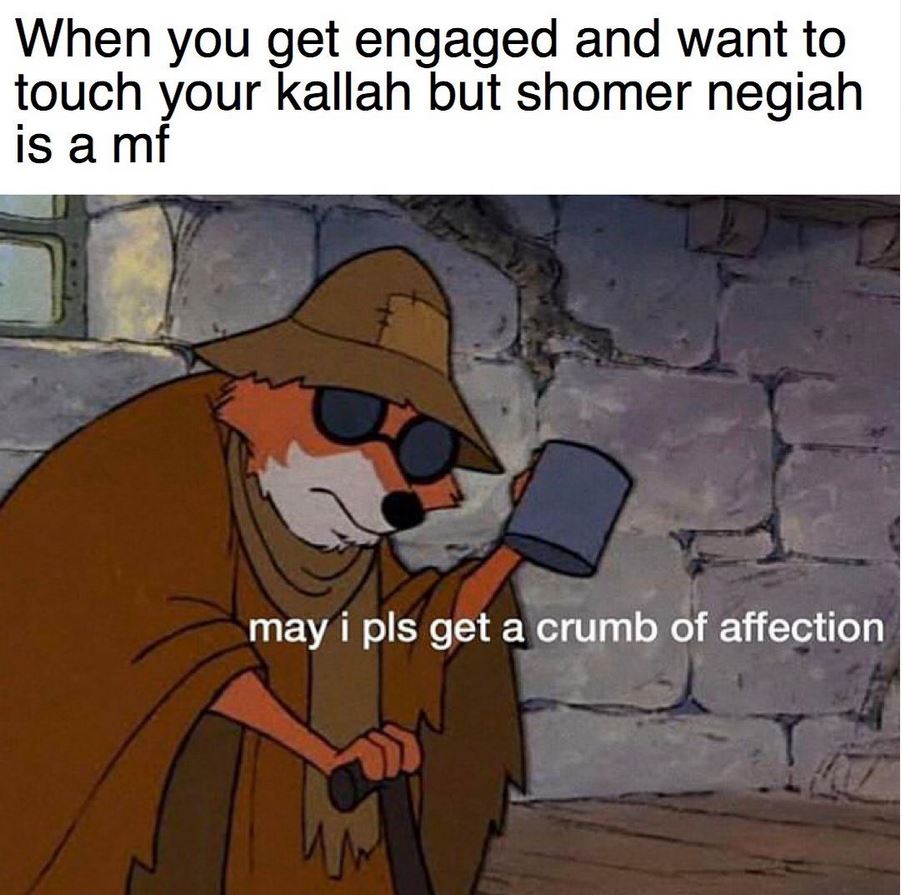 When you get engaged and want to
touch your kallah but shomer negiah
is a mf
may i pls get a crumb of affection